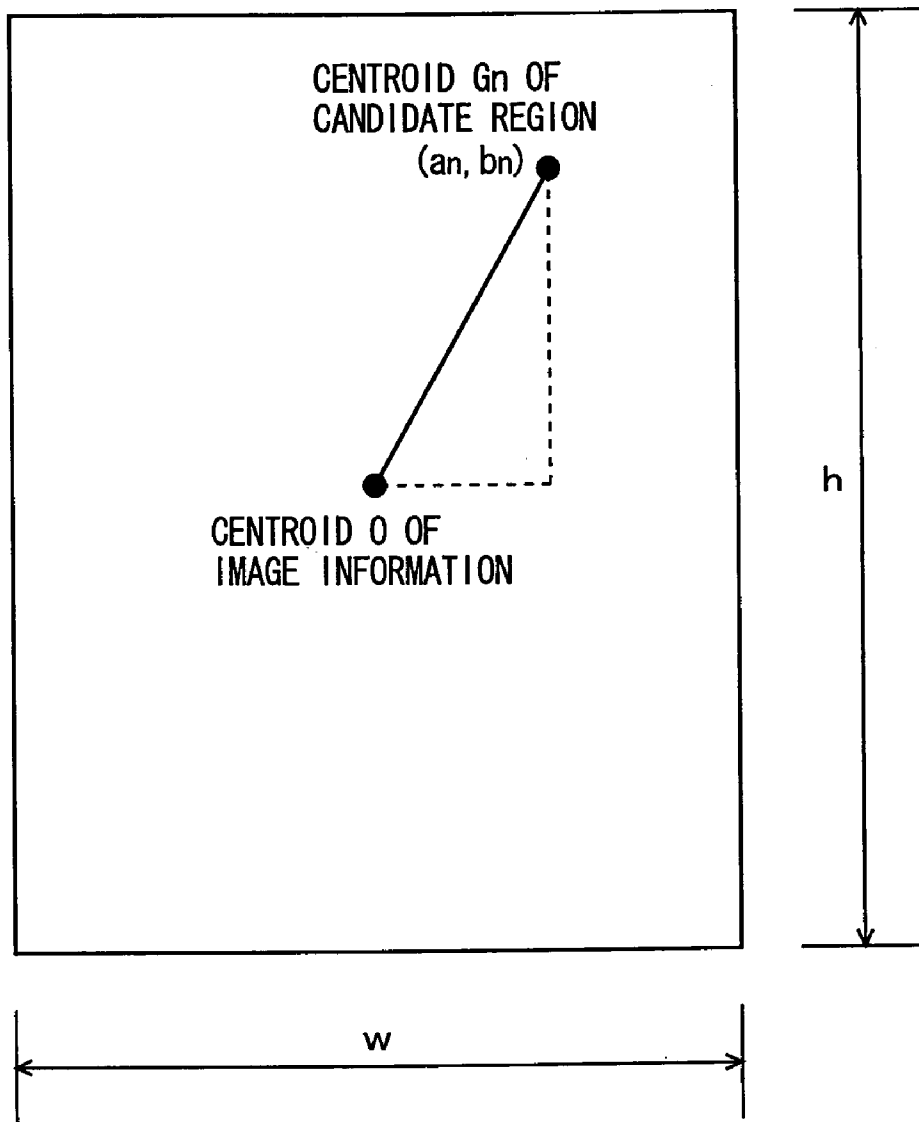 CENTROID Gn OF
CANDIDATE REGION
(an, bn)
h
CENTROID O OF
IMAGE INFORMATION
w